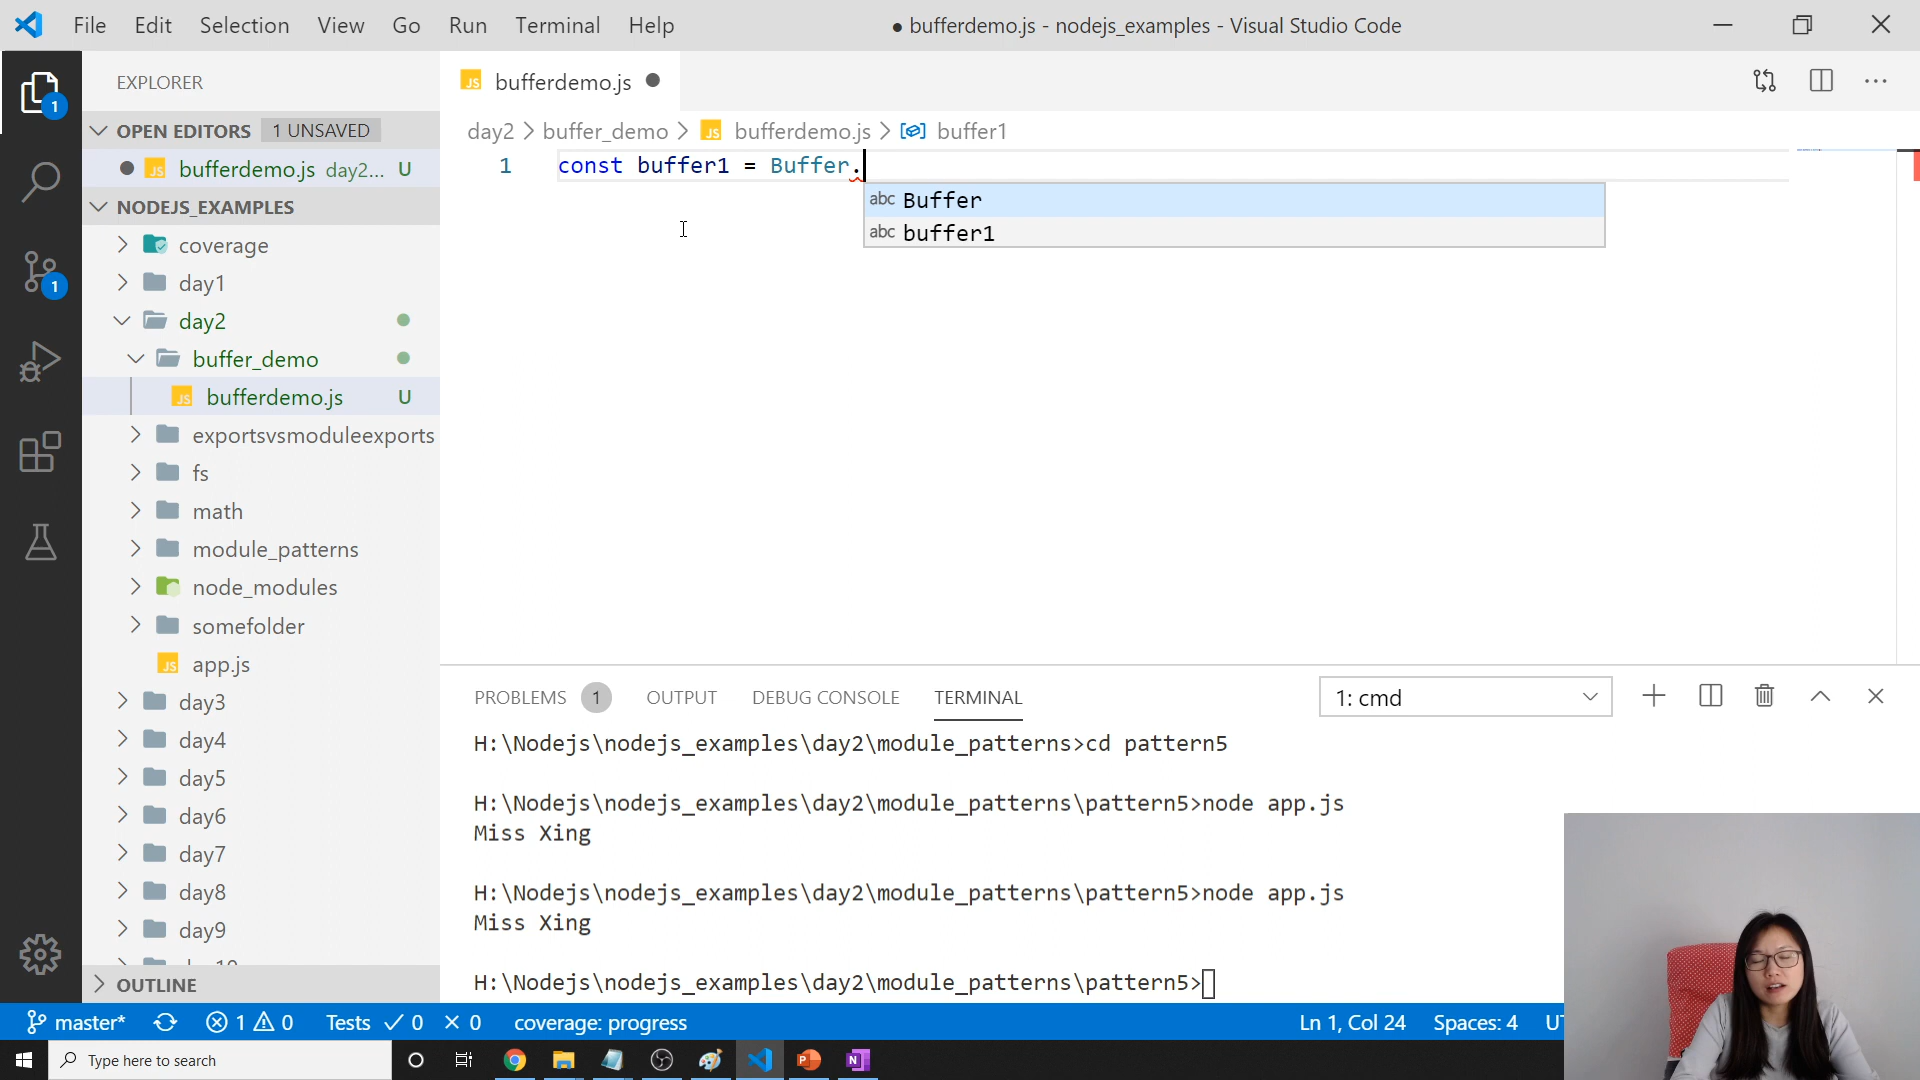 File Edit Selection View Go Run Terminal Help
● bufferdemo.js - nodejs_examples - Visual Studio Code
EXPLORER
OPEN EDITORS 1 UNSAVED
bufferdemo.js day2... U
NODEJS_EXAMPLES
coverage
day1
day2
buffer_demo
bufferdemo.js U
exportsvsmoduleexports
fs
math
module_patterns
node_modules
somefolder
app.js
day3
day4
day5
day6
day7
day8
day9
OUTLINE
1
1
bufferdemo.js
day2 > buffer_demo > bufferdemo.js > buffer1
1 const buffer1 = Buffer.
abc Buffer
abc buffer1
PROBLEMS 1 OUTPUT DEBUG CONSOLE TERMINAL 1: cmd
H:\Nodejs\nodejs_examples\day2\module_patterns>cd pattern5
H:\Nodejs\nodejs_examples\day2\module_patterns\pattern5>node app.js
Miss Xing
H:\Nodejs\nodejs_examples\day2\module_patterns\pattern5>node app.js
Miss Xing
H:\Nodejs\nodejs_examples\day2\module_patterns\pattern5>
master* 1 0 Tests 0 0 coverage: progress Ln 1, Col 24 Spaces: 4
Type here to search